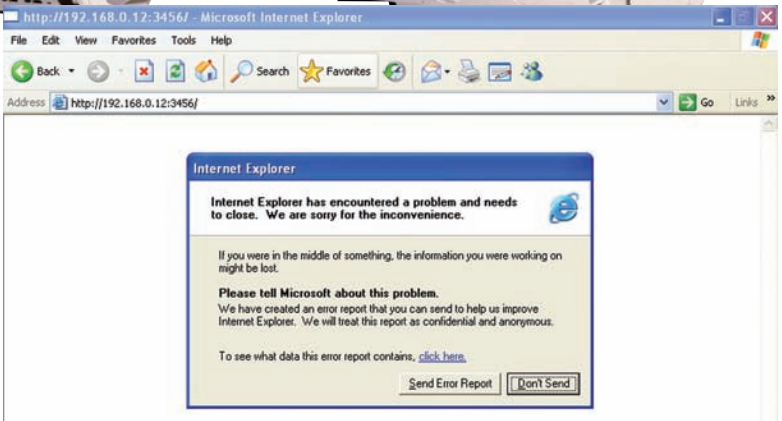 http://192.168.0.12:3456/ - Microsoft Internet Explorer
File Edit View Favorites Tools Help
Back Search Favorites
Address http://192.168.0.12:3456/ Go Links »
Internet Explorer
Internet Explorer has encountered a problem and needs
to close. We are sorry for the inconvenience.
If you were in the middle of something, the information you were working on
might be lost.
Please tell Microsoft about this problem.
We have created an error report that you can send to help us improve
Internet Explorer. We will treat this report as confidential and anonymous.
To see what data this error report contains, click here.
Send Error Report Don't Send